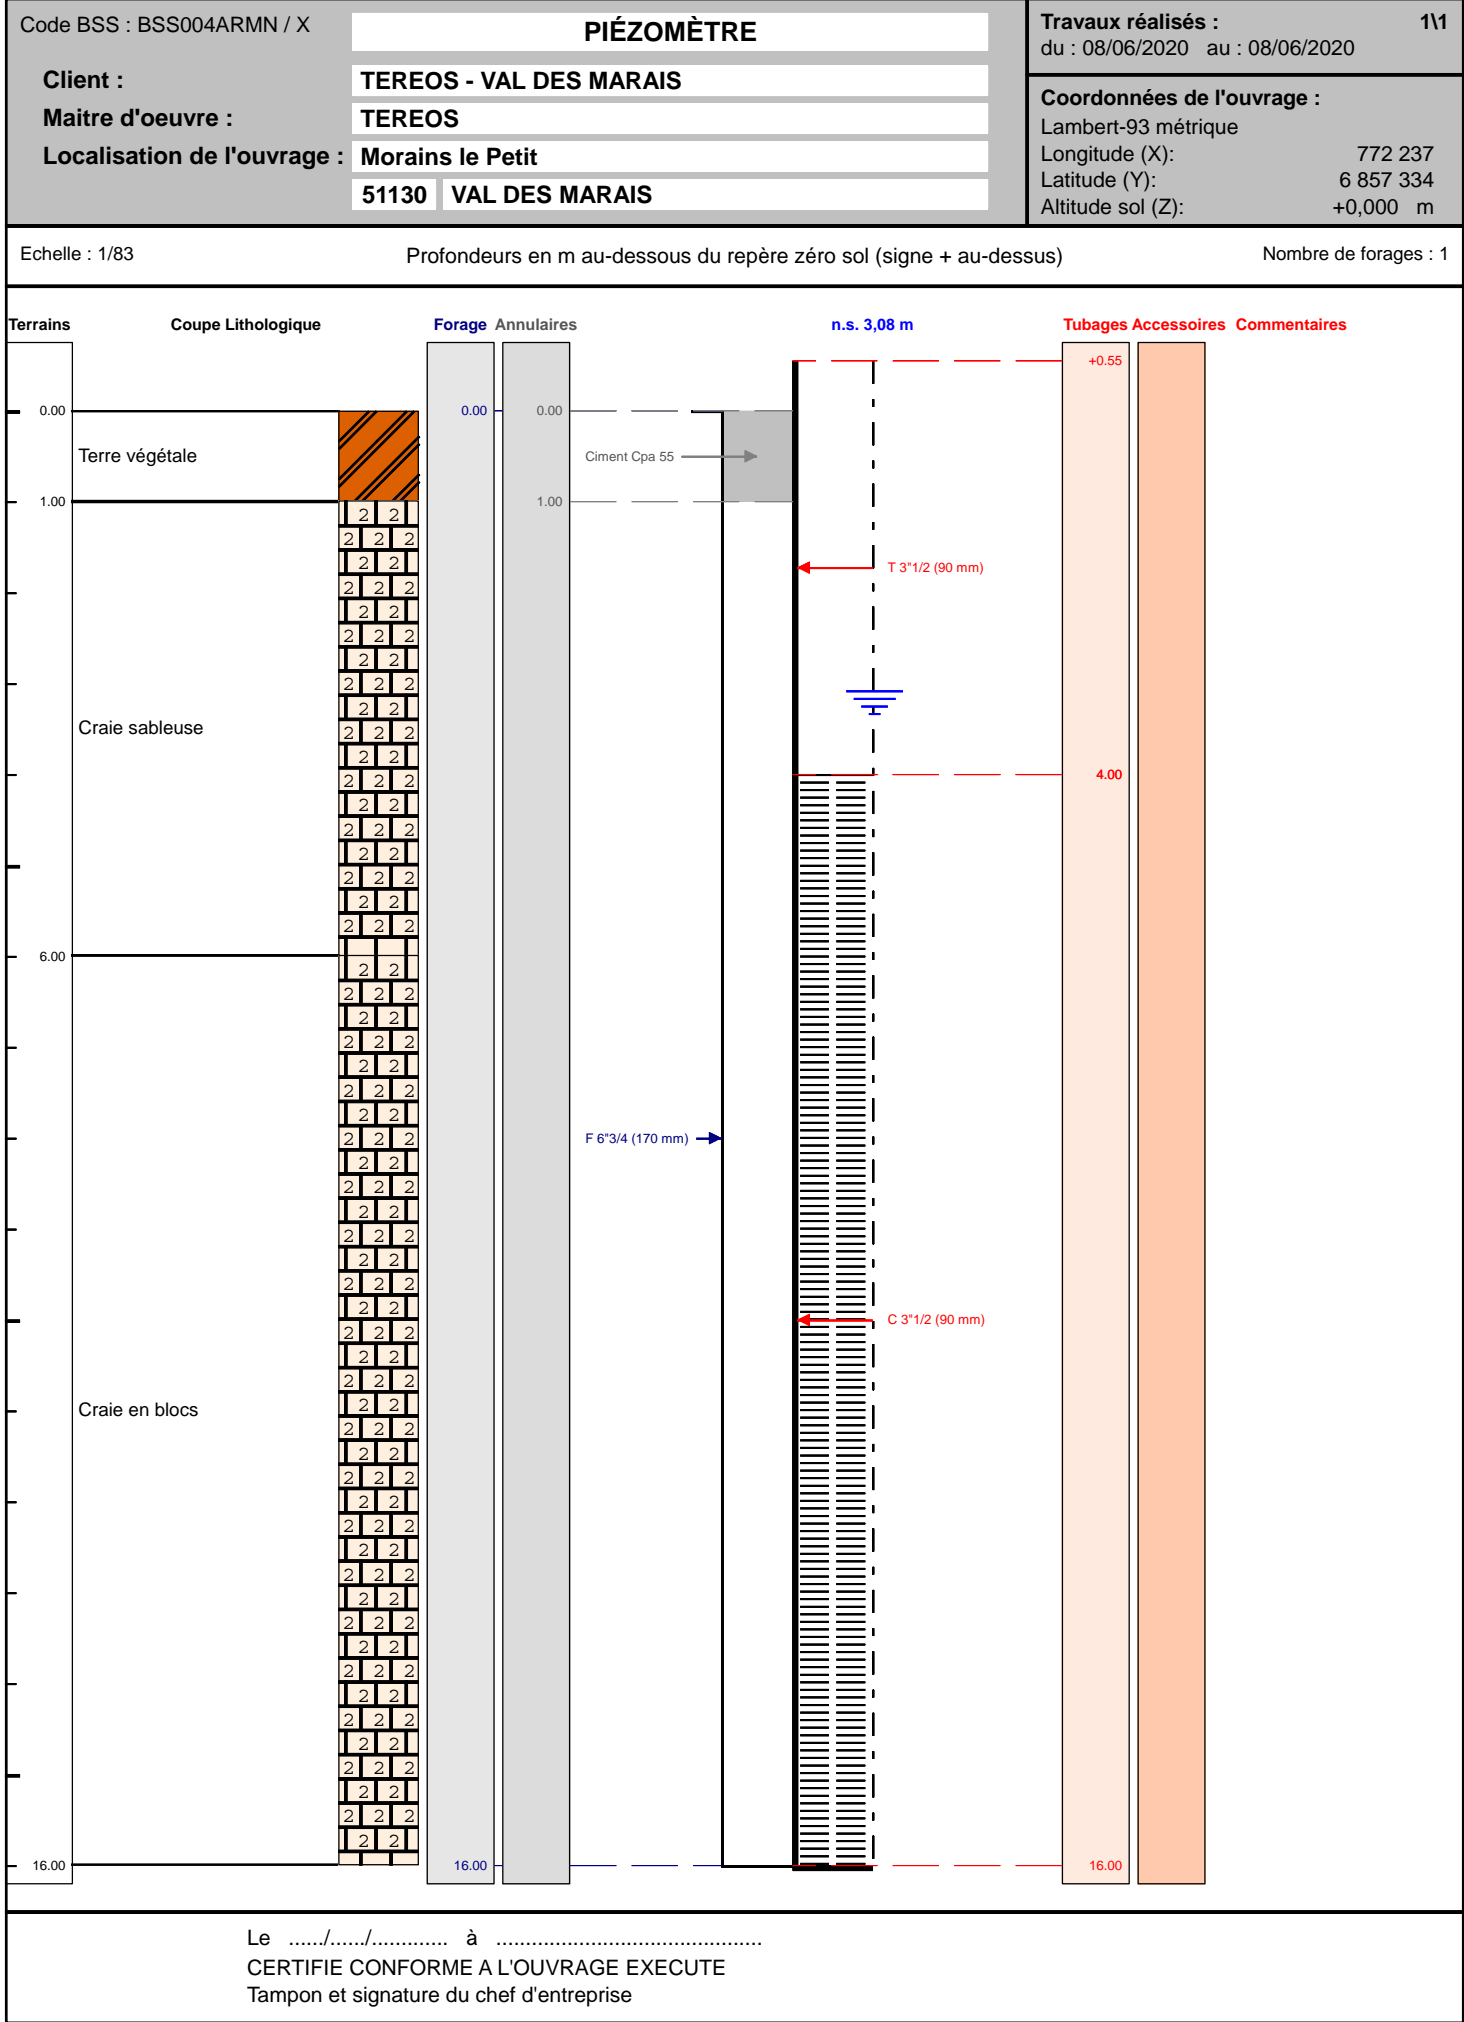 Code BSS : BSS004ARMN / X
PIÉZOMÈTRE
Client : TEREOS - VAL DES MARAIS
Maitre d'oeuvre : TEREOS
Localisation de l'ouvrage : Morains le Petit
51130 VAL DES MARAIS
Travaux réalisés : 1\1
du : 08/06/2020 au : 08/06/2020
Coordonnées de l'ouvrage :
Lambert-93 métrique
Longitude (X): 772 237
Latitude (Y): 6 857 334
Altitude sol (Z): +0,000 m
Echelle : 1/83 Profondeurs en m au-dessous du repère zéro sol (signe + au-dessus) Nombre de forages : 1
Terrains Coupe Lithologique Forage Annulaires n.s. 3,08 m Tubages Accessoires Commentaires
+0.55
0.00 0.00 0.00
Terre végétale Ciment Cpa 55
1.00 1.00
T 3"1/2 (90 mm)
Craie sableuse
4.00
6.00
F 6"3/4 (170 mm)
C 3"1/2 (90 mm)
Craie en blocs
16.00 16.00 16.00
Le ....../....../............. à .............................................
CERTIFIE CONFORME A L'OUVRAGE EXECUTE
Tampon et signature du chef d'entreprise